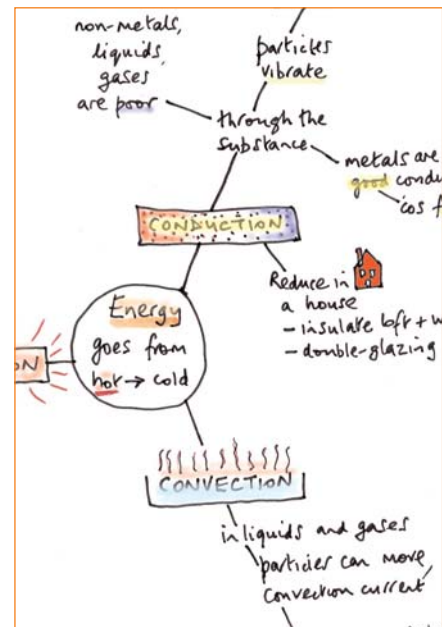 non-metals,
liquids,
gases
are poor
particles
vibrate
through the
substance
metals are
good condu
cos f
CONDUCTION
Reduce in
a house
- insulate loft + w
- double-glazing
Energy
goes from
hot → cold
ON
CONVECTION
in liquids and gases
particles can move,
convection current